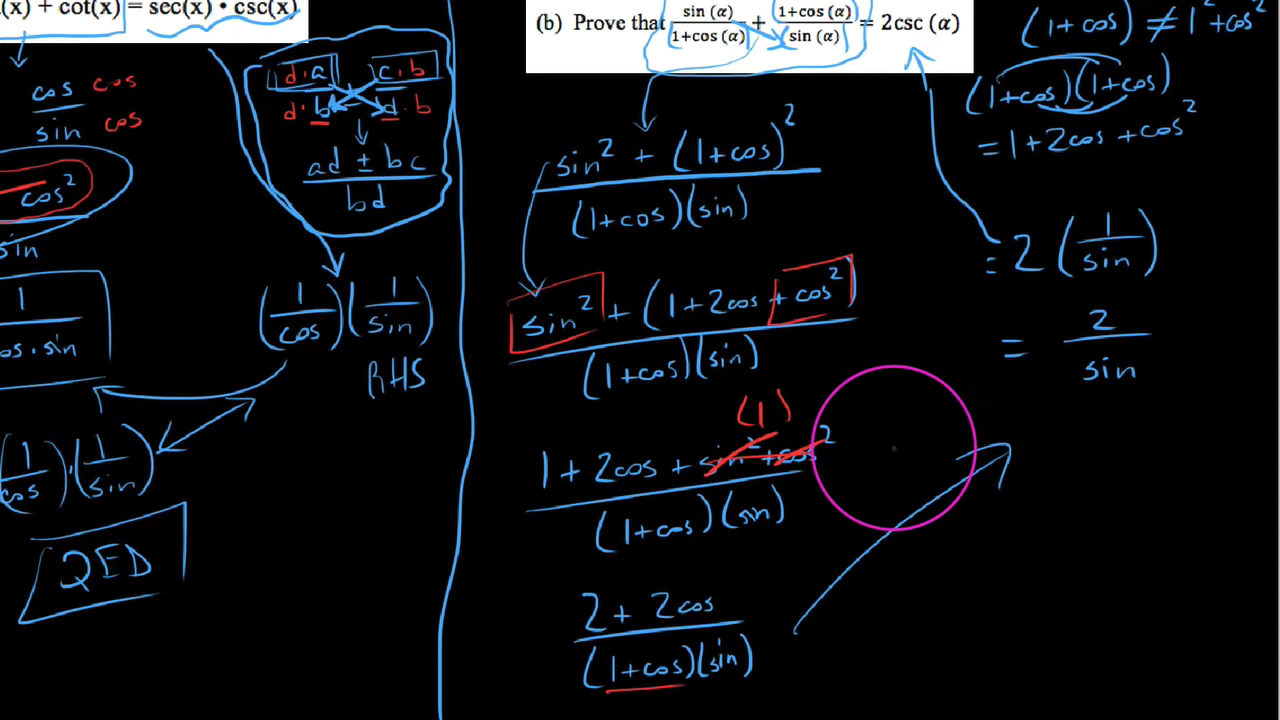 (x) + cot(x) = sec(x) • csc(x)
cos cos
sin cos
cos²
sin
1
cos · sin
(1/cos) · (1/sin)
QED
d·a c·b
d·b d·b
ad ± bc
bd
(1/cos)(1/sin)
RHS
(b) Prove that sin (α)/1+cos (α) + (1+cos (α))/sin (α) = 2csc (α)
sin² + (1+cos)²
(1+cos)(sin)
sin² + (1 + 2cos + cos²)
(1+cos)(sin)
(1)
1 + 2cos + sin² + cos²
(1+cos)(sin)
2 + 2cos
(1+cos)(sin)
(1+cos) ≠ 1² + cos²
(1+cos)(1+cos)
= 1 + 2cos + cos²
= 2 (1/sin)
= 2/sin